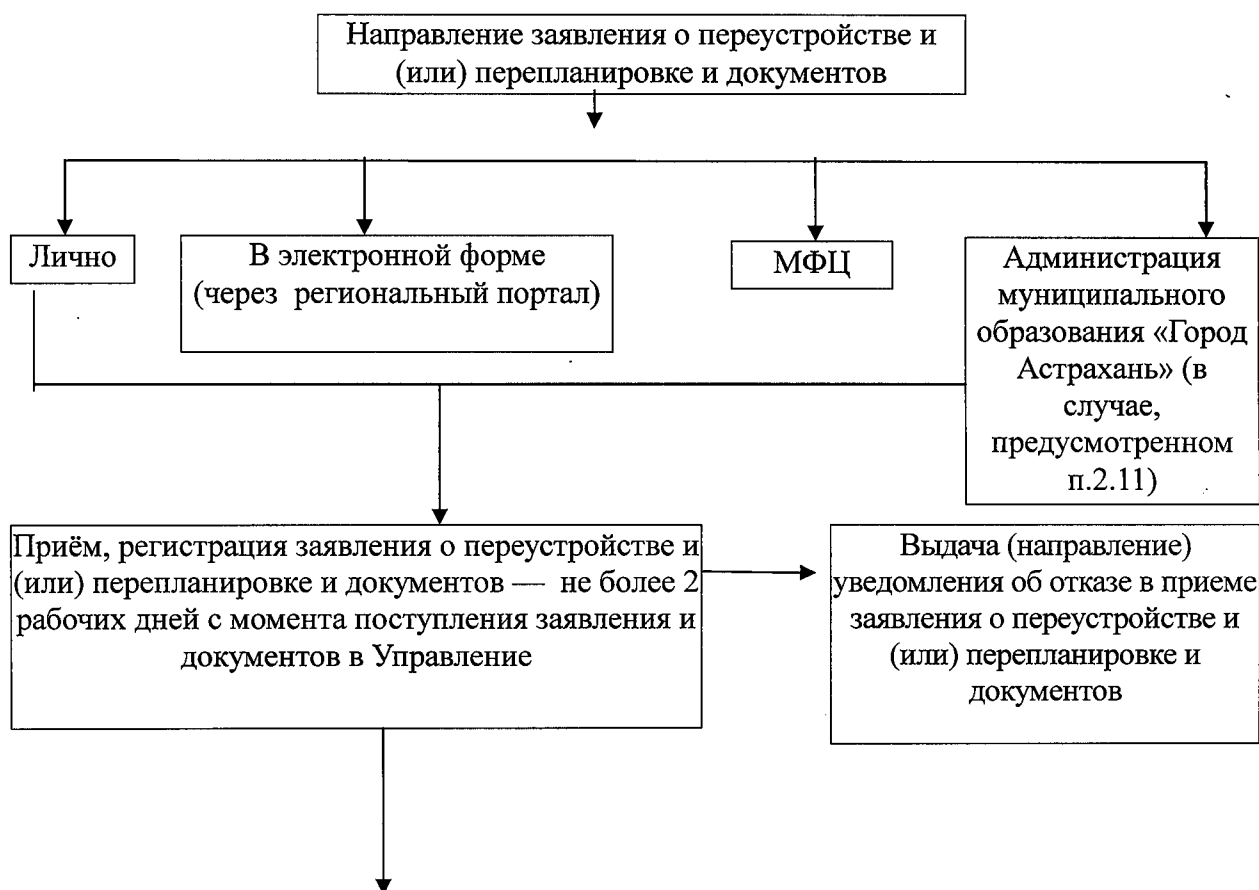 Направление заявления о переустройстве и
(или) перепланировке и документов
Лично
В электронной форме
(через региональный портал)
МФЦ
Администрация
муниципального
образования «Город
Астрахань» (в
случае,
предусмотренном
п.2.11)
Приём, регистрация заявления о переустройстве и
(или) перепланировке и документов — не более 2
рабочих дней с момента поступления заявления и
документов в Управление
Выдача (направление)
уведомления об отказе в приеме
заявления о переустройстве и
(или) перепланировке и
документов